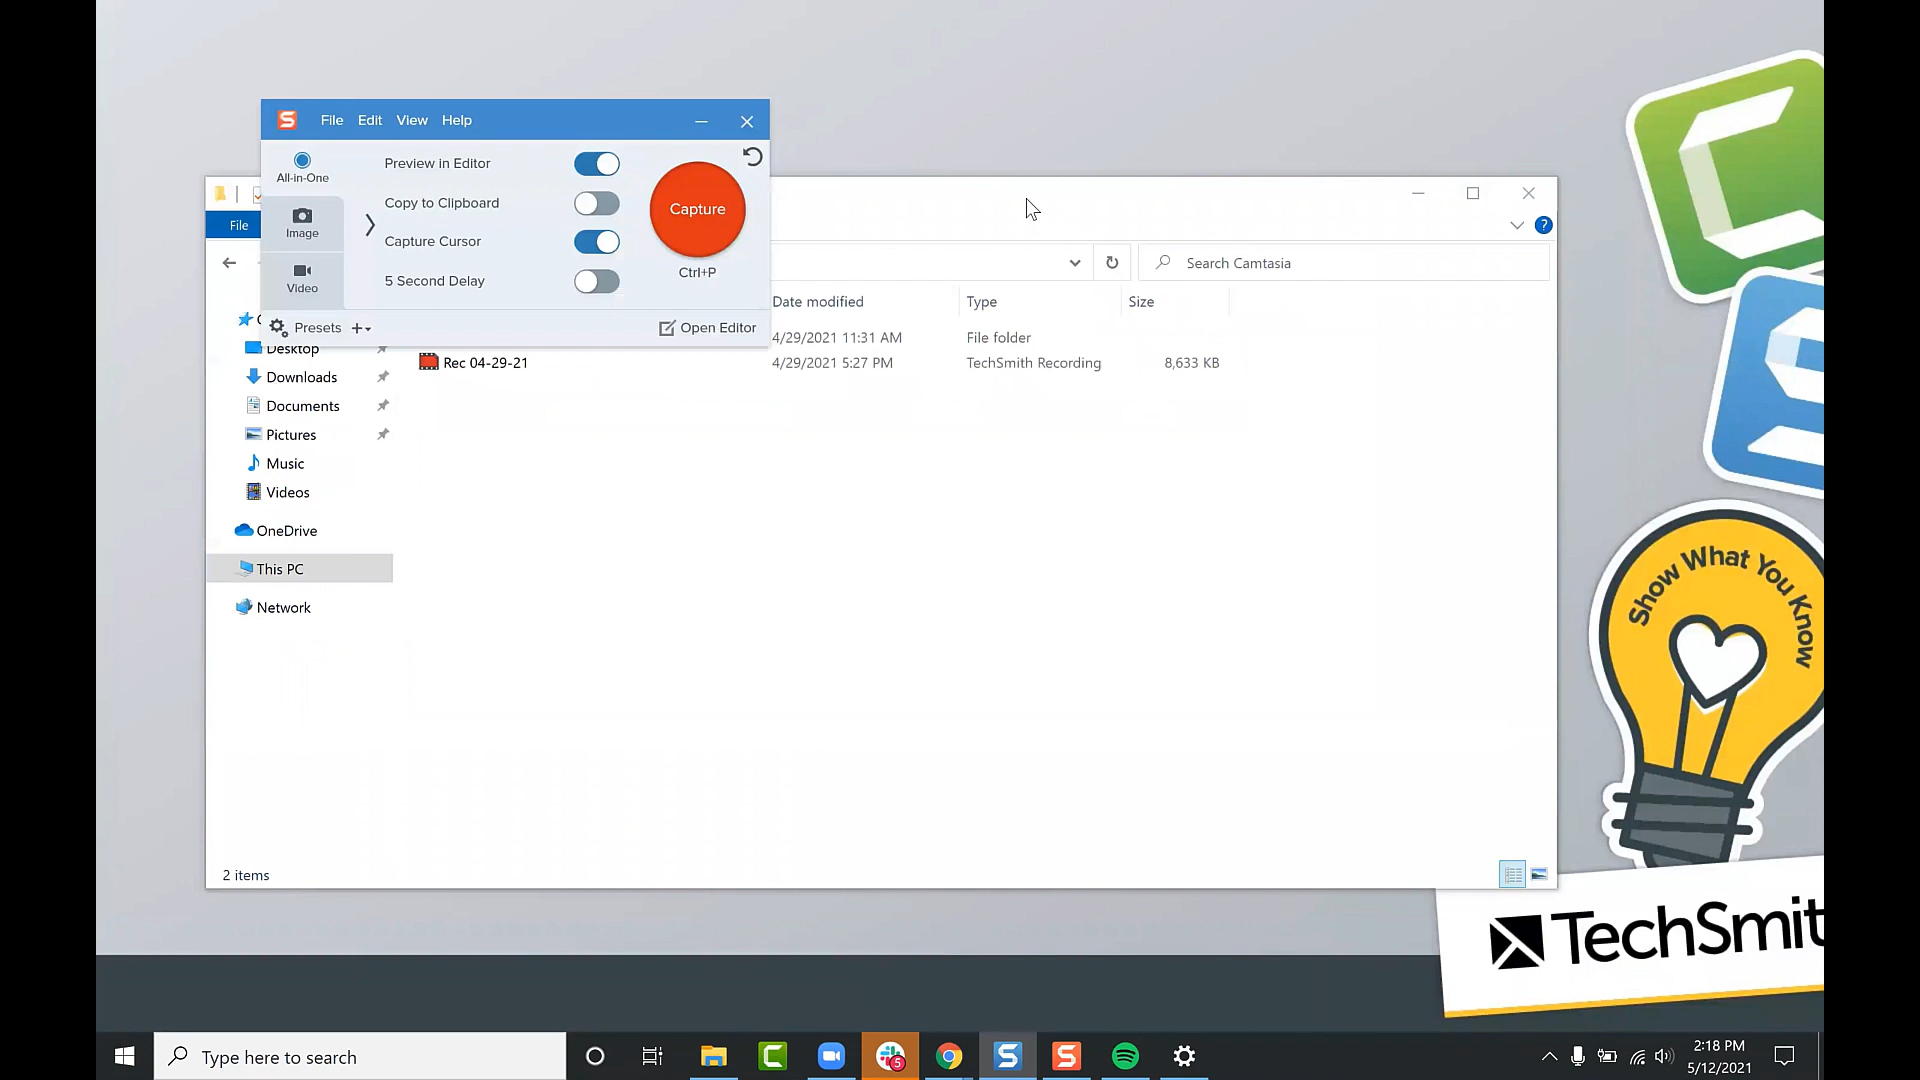 File Edit View Help
All-in-One
Image
Video
Preview in Editor
Copy to Clipboard
Capture Cursor
5 Second Delay
Capture
Ctrl+P
Presets
Open Editor
File
Search Camtasia
Date modified Type Size
4/29/2021 11:31 AM File folder
Rec 04-29-21 4/29/2021 5:27 PM TechSmith Recording 8,633 KB
Desktop
Downloads
Documents
Pictures
Music
Videos
OneDrive
This PC
Network
2 items
Show What You Know
TechSmit
Type here to search
5
2:18 PM
5/12/2021